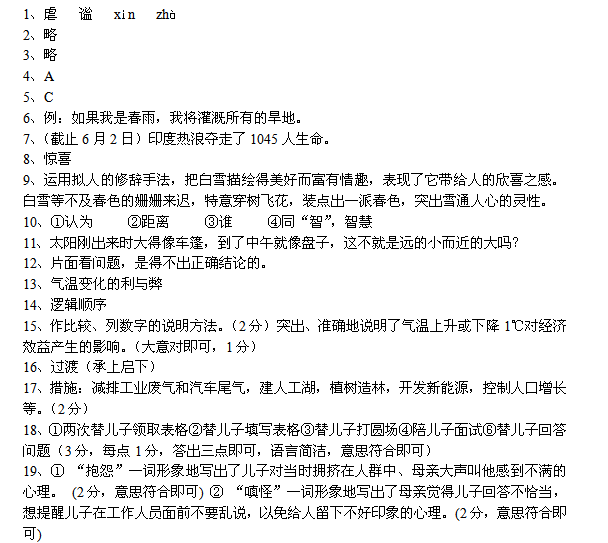 1、虐 谧 xìn zhà
2、略
3、略
4、A
5、C
6、例：如果我是春雨，我将灌溉所有的旱地。
7、（截止 6 月 2 日）印度热浪夺走了 1045 人生命。
8、惊喜
9、运用拟人的修辞手法，把白雪描绘得美好而富有情趣，表现了它带给人的欣喜之感。
白雪等不及春色的姗姗来迟，特意穿树飞花，装点出一派春色，突出雪通人心的灵性。
10、①认为 ②距离 ③谁 ④同“智”，智慧
11、太阳刚出来时大得像车篷，到了中午就像盘子，这不就是远的小而近的大吗？
12、片面看问题，是得不出正确结论的。
13、气温变化的利与弊
14、逻辑顺序
15、作比较、列数字的说明方法。（2 分）突出、准确地说明了气温上升或下降 1℃对经济
效益产生的影响。（大意对即可，1 分）
16、过渡（承上启下）
17、措施：减排工业废气和汽车尾气，建人工湖，植树造林，开发新能源，控制人口增长
等。（2 分）
18、①两次替儿子领取表格②替儿子填写表格③替儿子打圆场④陪儿子面试⑥替儿子回答
问题（3 分，每点 1 分，答出三点即可，语言简洁，意思符合即可）
19、① “抱怨”一词形象地写出了儿子对当时拥挤在人群中、母亲大声叫他感到不满的
心理。 (2 分，意思符合即可) ② “嗔怪”一词形象地写出了母亲觉得儿子回答不恰当，
想提醒儿子在工作人员面前不要乱说，以免给人留下不好印象的心理。(2 分，意思符合即
可)